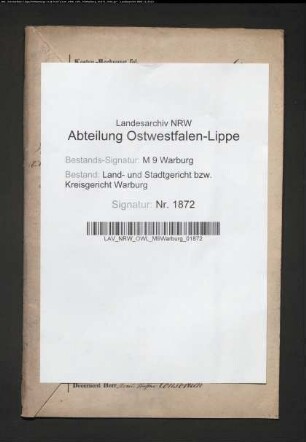 Landesarchiv NRW
Abteilung Ostwestfalen-Lippe
Bestands-Signatur: M 9 Warburg
Bestand: Land- und Stadtgericht bzw.
Kreisgericht Warburg
Signatur: Nr. 1872
LAV_NRW_OWL_M9Warburg_01872